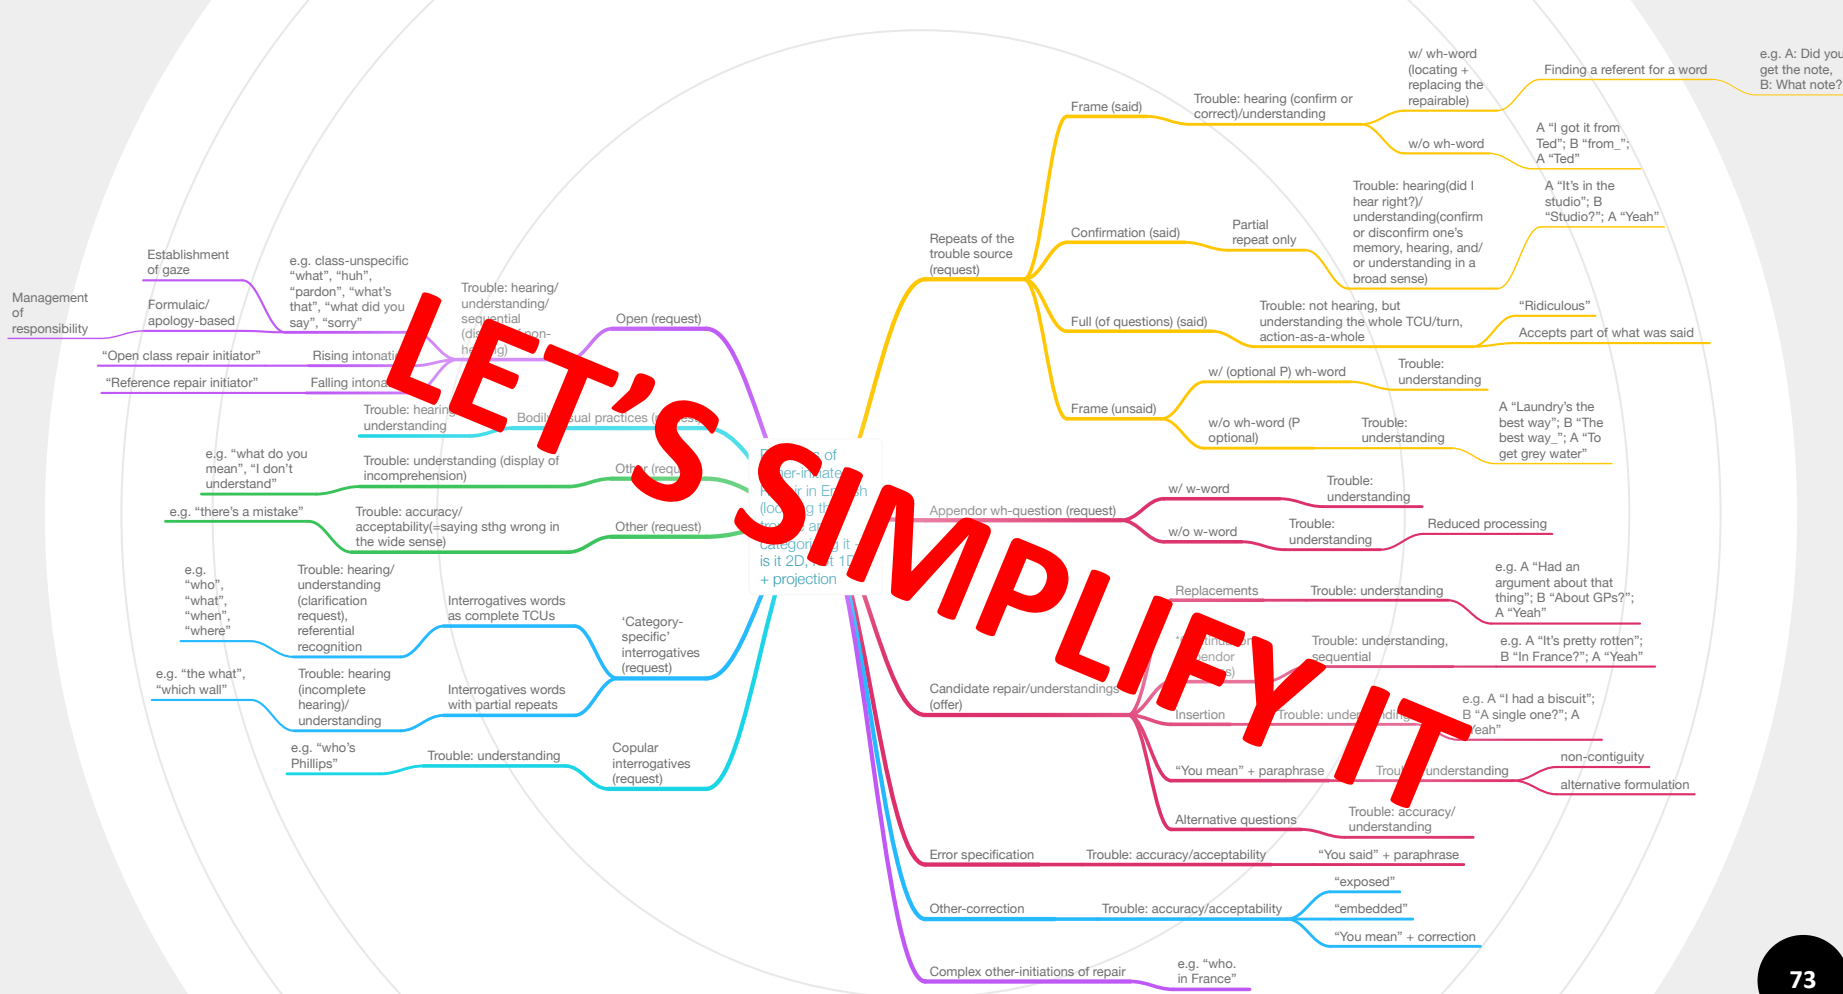 Management
of
responsibility
Establishment
of gaze
Formulaic/
apology-based
"Open class repair initiator"
"Reference repair initiator"
e.g. class-unspecific
"what", "huh",
"pardon", "what's
that", "what did you
say", "sorry"
Rising
Falling
Trouble: hearing/
understanding/
sequential
Open (request)
Trouble:
understanding
e.g. "what do you
mean", "I don't
understand"
Trouble: understanding (display of
incomprehension)
Other
e.g. "there's a mistake"
Trouble: accuracy/
acceptability(=saying sthg wrong in
the wide sense)
Other (request)
e.g.
"who",
"what",
"when",
"where"
Trouble: hearing/
understanding
(clarification
request),
referential
recognition
Interrogatives words
as complete TCUs
'Category-
specific'
interrogatives
(request)
e.g. "the what",
"which wall"
Trouble: hearing
(incomplete
hearing)/
understanding
Interrogatives words
with partial repeats
e.g. "who's
Phillips"
Trouble: understanding
Copular
interrogatives
(request)
of
in
is it 2D,
+ projection
LET'S SIMPLIFY IT
Repeats of the
trouble source
(request)
Frame (said)
Trouble: hearing (confirm or
correct)/understanding
w/ wh-word
(locating +
replacing the
repairable)
Finding a referent for a word
e.g. A: Did you
get the note,
B: What note?
w/o wh-word
A "I got it from
Ted"; B "from_";
A "Ted"
Confirmation (said)
Partial
repeat only
Trouble: hearing(did I
hear right?)/
understanding(confirm
or disconfirm one's
memory, hearing, and/
or understanding in a
broad sense)
A "It's in the
studio"; B
"Studio?"; A "Yeah"
Full (of questions) (said)
Trouble: not hearing, but
understanding the whole TCU/turn,
action-as-a-whole
"Ridiculous"
Accepts part of what was said
Frame (unsaid)
w/ (optional P) wh-word
Trouble:
understanding
w/o wh-word (P
optional)
Trouble:
understanding
A "Laundry's the
best way"; B "The
best way_"; A "To
get grey water"
Appendor wh-question (request)
w/ w-word
Trouble:
understanding
w/o w-word
Trouble:
understanding
Reduced processing
Candidate repair/understandings
(offer)
Replacements
Trouble: understanding
e.g. A "Had an
argument about that
thing"; B "About GPs?";
A "Yeah"
Trouble: understanding,
sequential
e.g. A "It's pretty rotten";
B "In France?"; A "Yeah"
Insertion
Trouble:
e.g. A "I had a biscuit";
B "A single one?"; A
"You mean" + paraphrase
understanding
non-contiguity
alternative formulation
Alternative questions
Trouble: accuracy/
understanding
Error specification
Trouble: accuracy/acceptability
"You said" + paraphrase
Other-correction
Trouble: accuracy/acceptability
"exposed"
"embedded"
"You mean" + correction
Complex other-initiations of repair
e.g. "who.
in France"
73